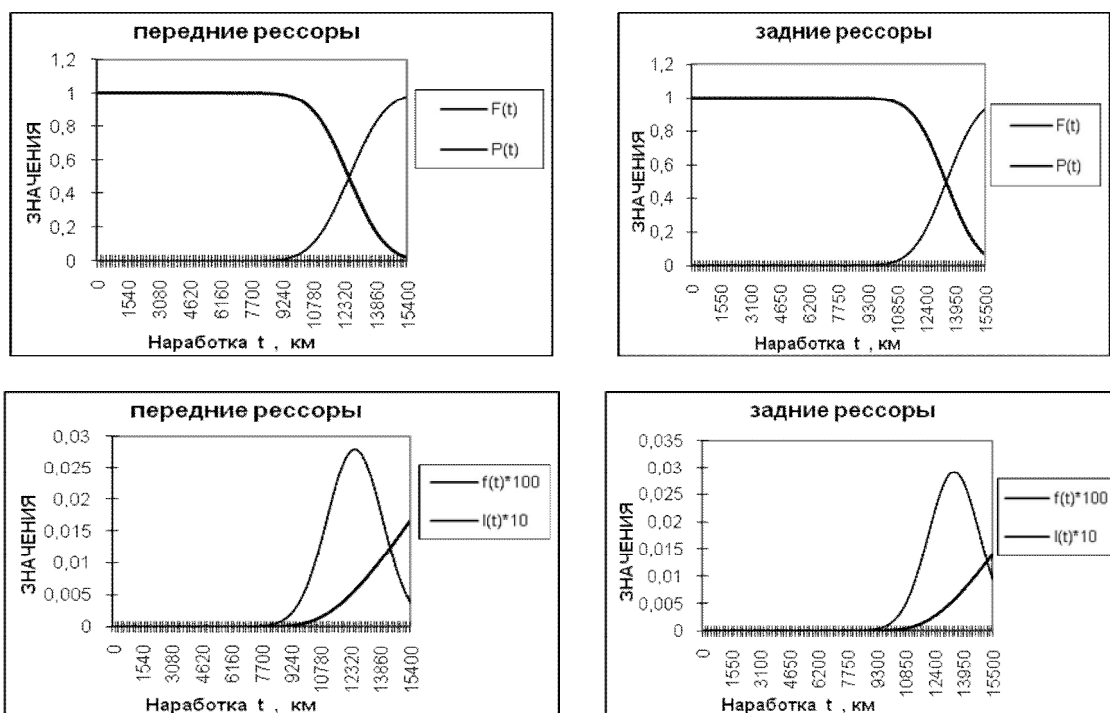 передние рессоры
1,2
1
0,8
0,6
0,4
0,2
0
ЗНАЧЕНИЯ
0 1540 3080 4620 6160 7700 9240 10780 12320 13860 15400
Наработка t , км
F(t)
P(t)
задние рессоры
1,2
1
0,8
0,6
0,4
0,2
0
ЗНАЧЕНИЯ
0 1550 3100 4650 6200 7750 9300 10850 12400 13950 15500
Наработка t , км
F(t)
P(t)
передние рессоры
0,03
0,025
0,02
0,015
0,01
0,005
0
ЗНАЧЕНИЯ
0 1540 3080 4620 6160 7700 9240 10780 12320 13860 15400
Наработка t , км
f(t)*100
l(t)*10
задние рессоры
0,035
0,03
0,025
0,02
0,015
0,01
0,005
0
ЗНАЧЕНИЯ
0 1550 3100 4650 6200 7750 9300 10850 12400 13950 15500
Наработка t , км
f(t)*100
l(t)*10